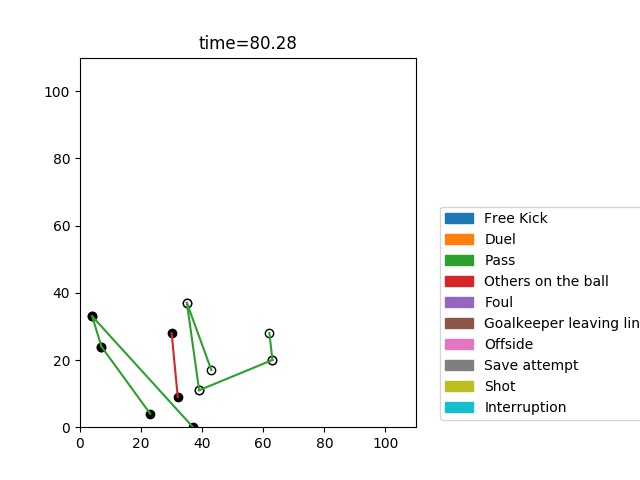 time=80.28
100
80
60
40
20
0
0 20 40 60 80 100
Free Kick
Duel
Pass
Others on the ball
Foul
Goalkeeper leaving lin
Offside
Save attempt
Shot
Interruption